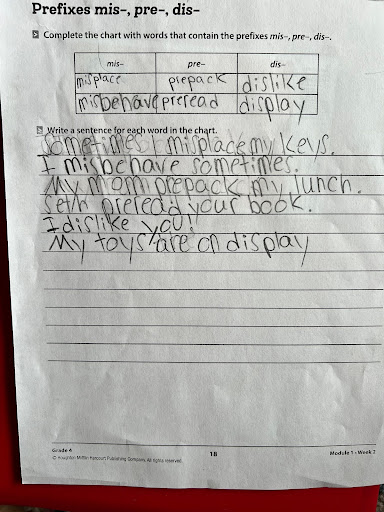 Prefixes mis–, pre–, dis–
Complete the chart with words that contain the prefixes mis–, pre–, dis–.
mis– pre– dis–
misplace prepack dislike
misbehave preread display
Write a sentence for each word in the chart.
Sometimes I misplace my keys.
I misbehave sometimes.
My mom prepack my lunch.
preread your book.
I dislike you!
My toys are on display
Grade 4
© Houghton Mifflin Harcourt Publishing Company. All rights reserved.
18
Module 1 • Week 2